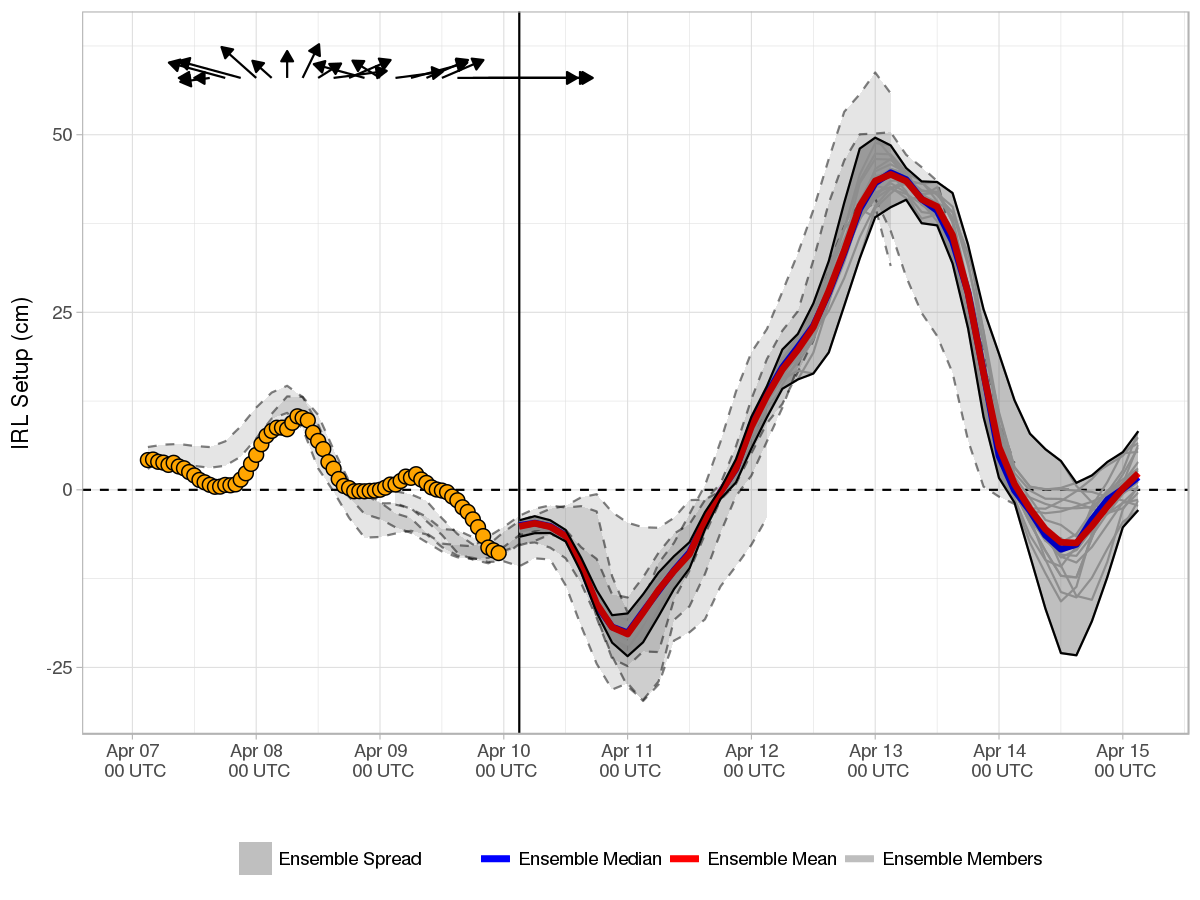 IRL Setup (cm)
50
25
0
-25
Apr 07 Apr 08 Apr 09 Apr 10 Apr 11 Apr 12 Apr 13 Apr 14 Apr 15
00 UTC 00 UTC 00 UTC 00 UTC 00 UTC 00 UTC 00 UTC 00 UTC 00 UTC
Ensemble Spread Ensemble Median Ensemble Mean Ensemble Members